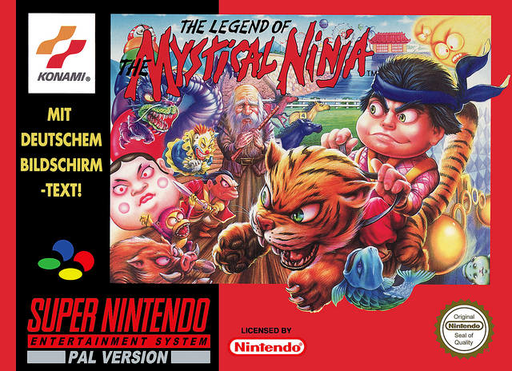 KONAMI®
THE LEGEND OF
THE MYSTICAL NINJA™
MIT
DEUTSCHEM
BILDSCHIRM
-TEXT!
SUPER NINTENDO
ENTERTAINMENT SYSTEM
PAL VERSION
LICENSED BY
Nintendo
Original
Nintendo
Seal of
Quality